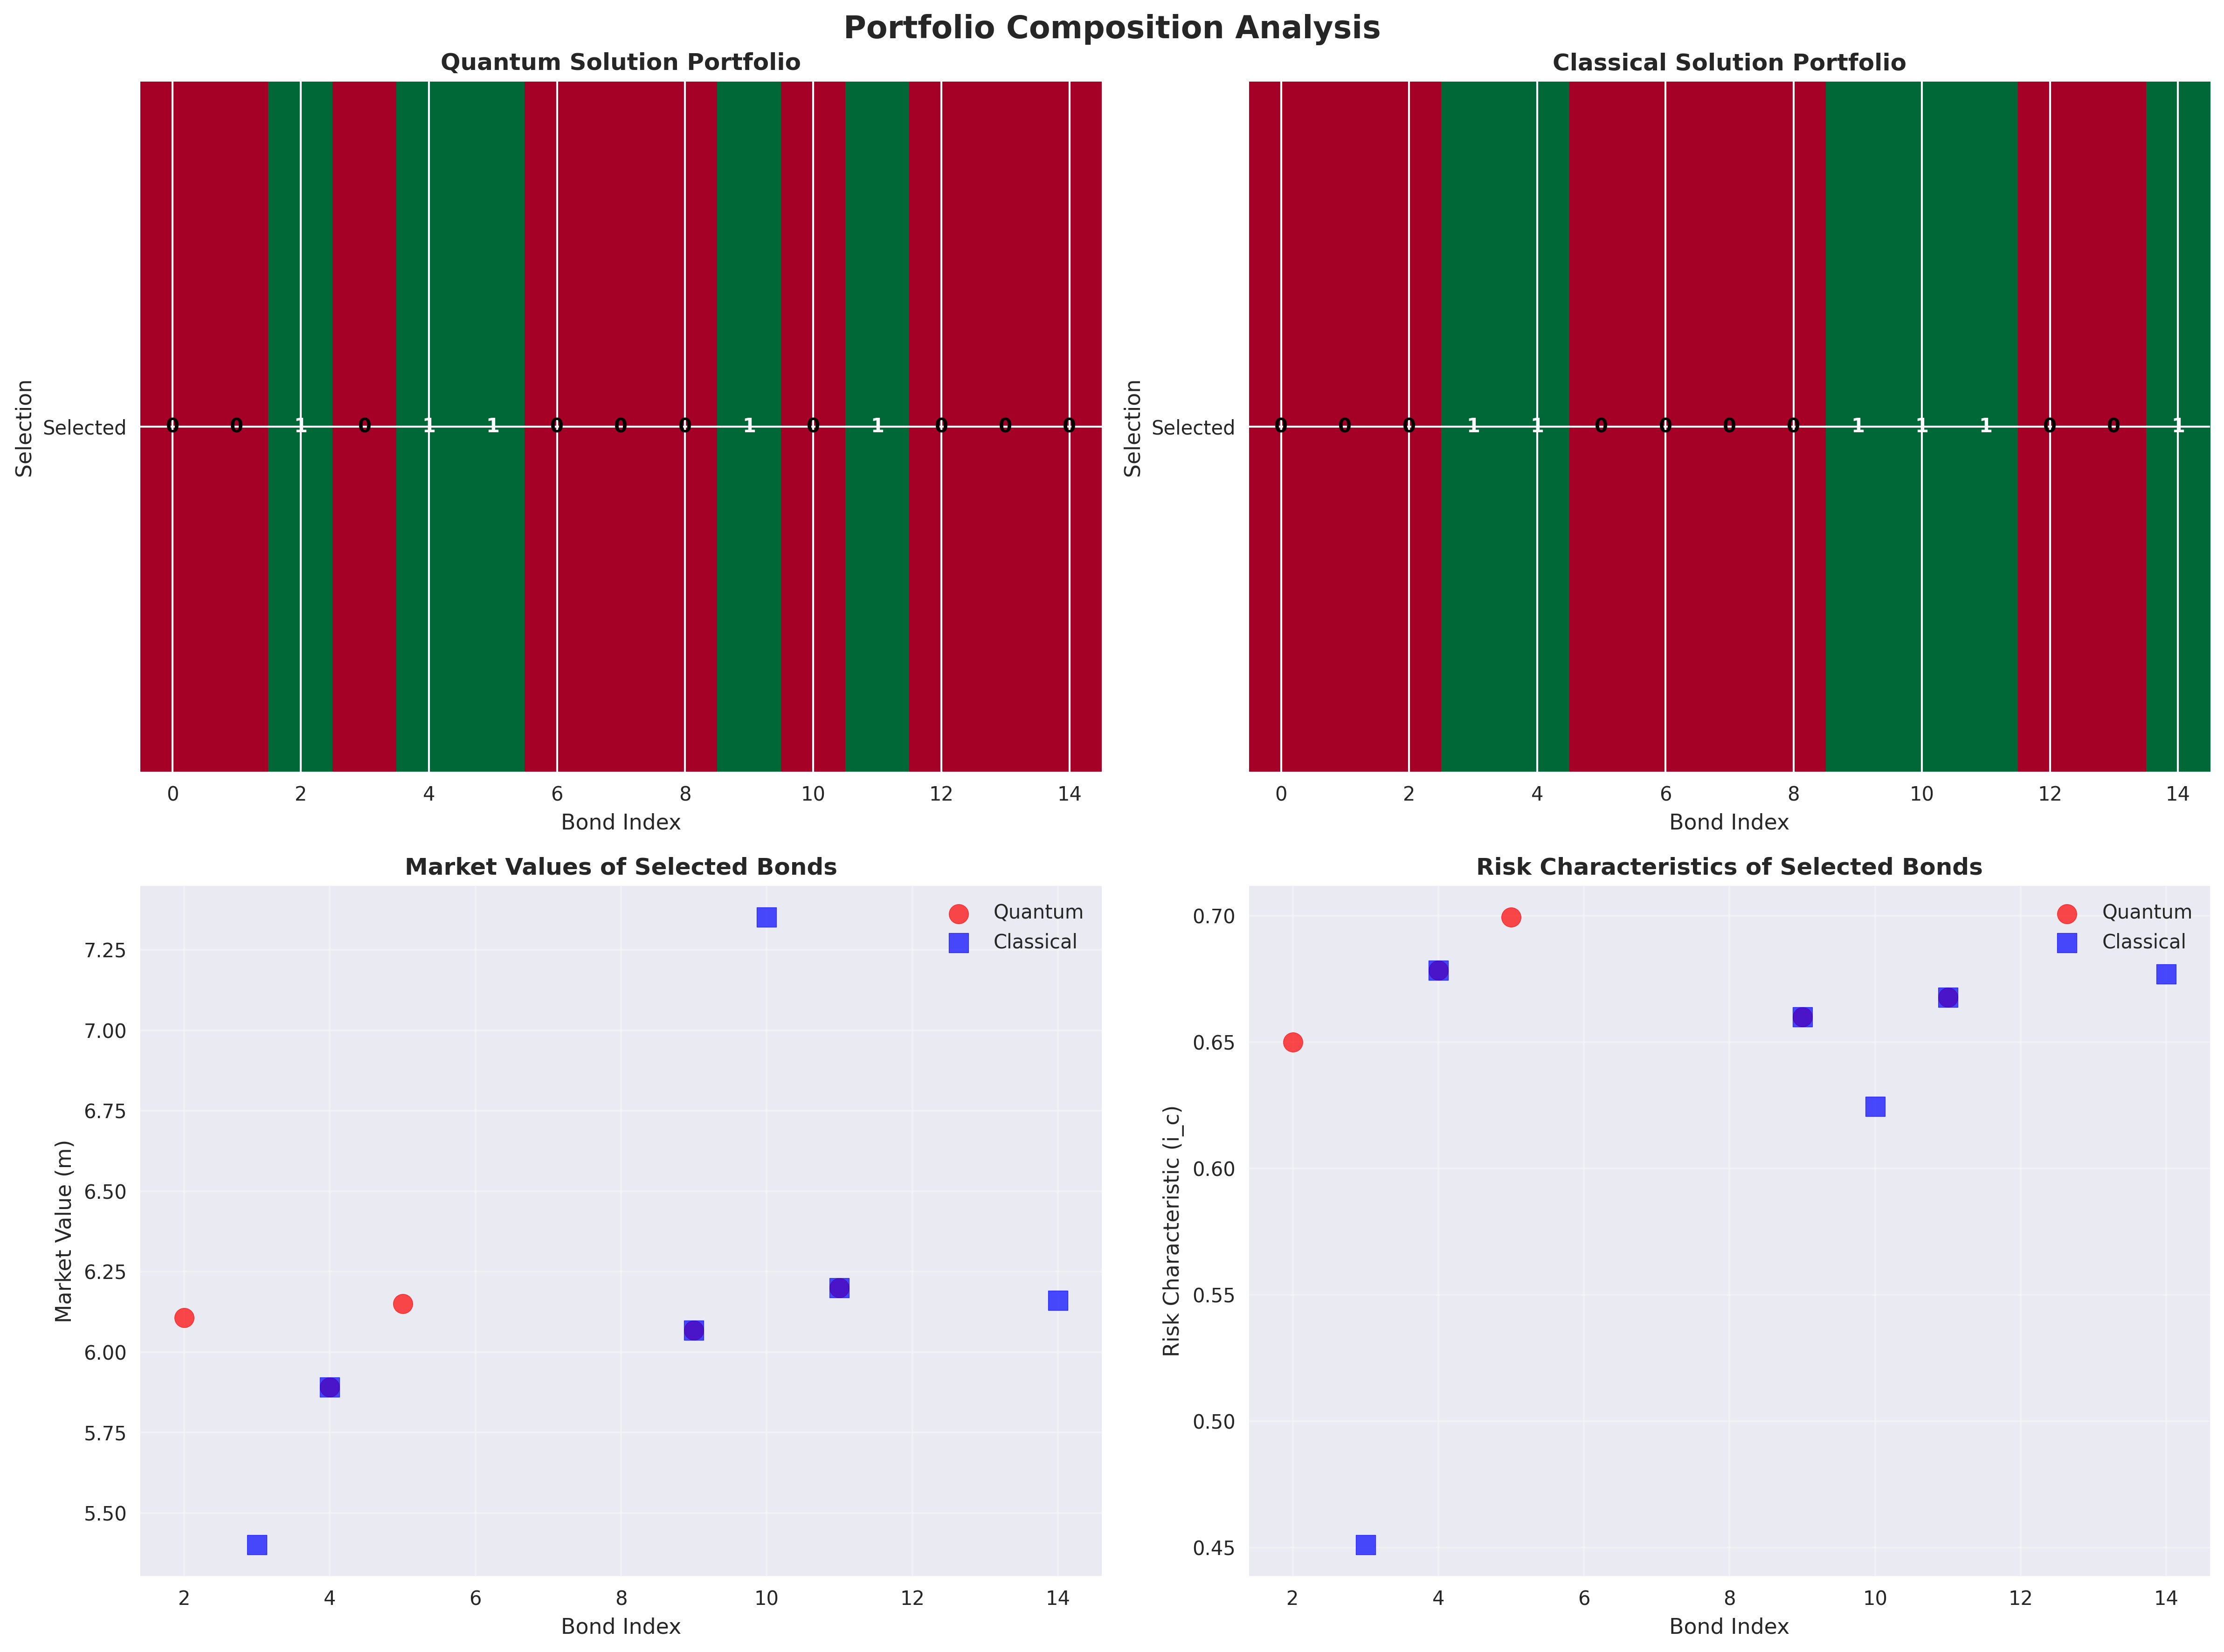 Portfolio Composition Analysis
Quantum Solution Portfolio
Selection
Selected
0 0 1 0 1 1 0 0 0 1 0 1 0 0 0
0 2 4 6 8 10 12 14
Bond Index
Classical Solution Portfolio
Selection
Selected
0 0 0 1 1 0 0 0 0 1 1 1 0 0 1
0 2 4 6 8 10 12 14
Bond Index
Market Values of Selected Bonds
Quantum
Classical
Market Value (m)
7.25
7.00
6.75
6.50
6.25
6.00
5.75
5.50
2 4 6 8 10 12 14
Bond Index
Risk Characteristics of Selected Bonds
Quantum
Classical
Risk Characteristic (i_c)
0.70
0.65
0.60
0.55
0.50
0.45
2 4 6 8 10 12 14
Bond Index